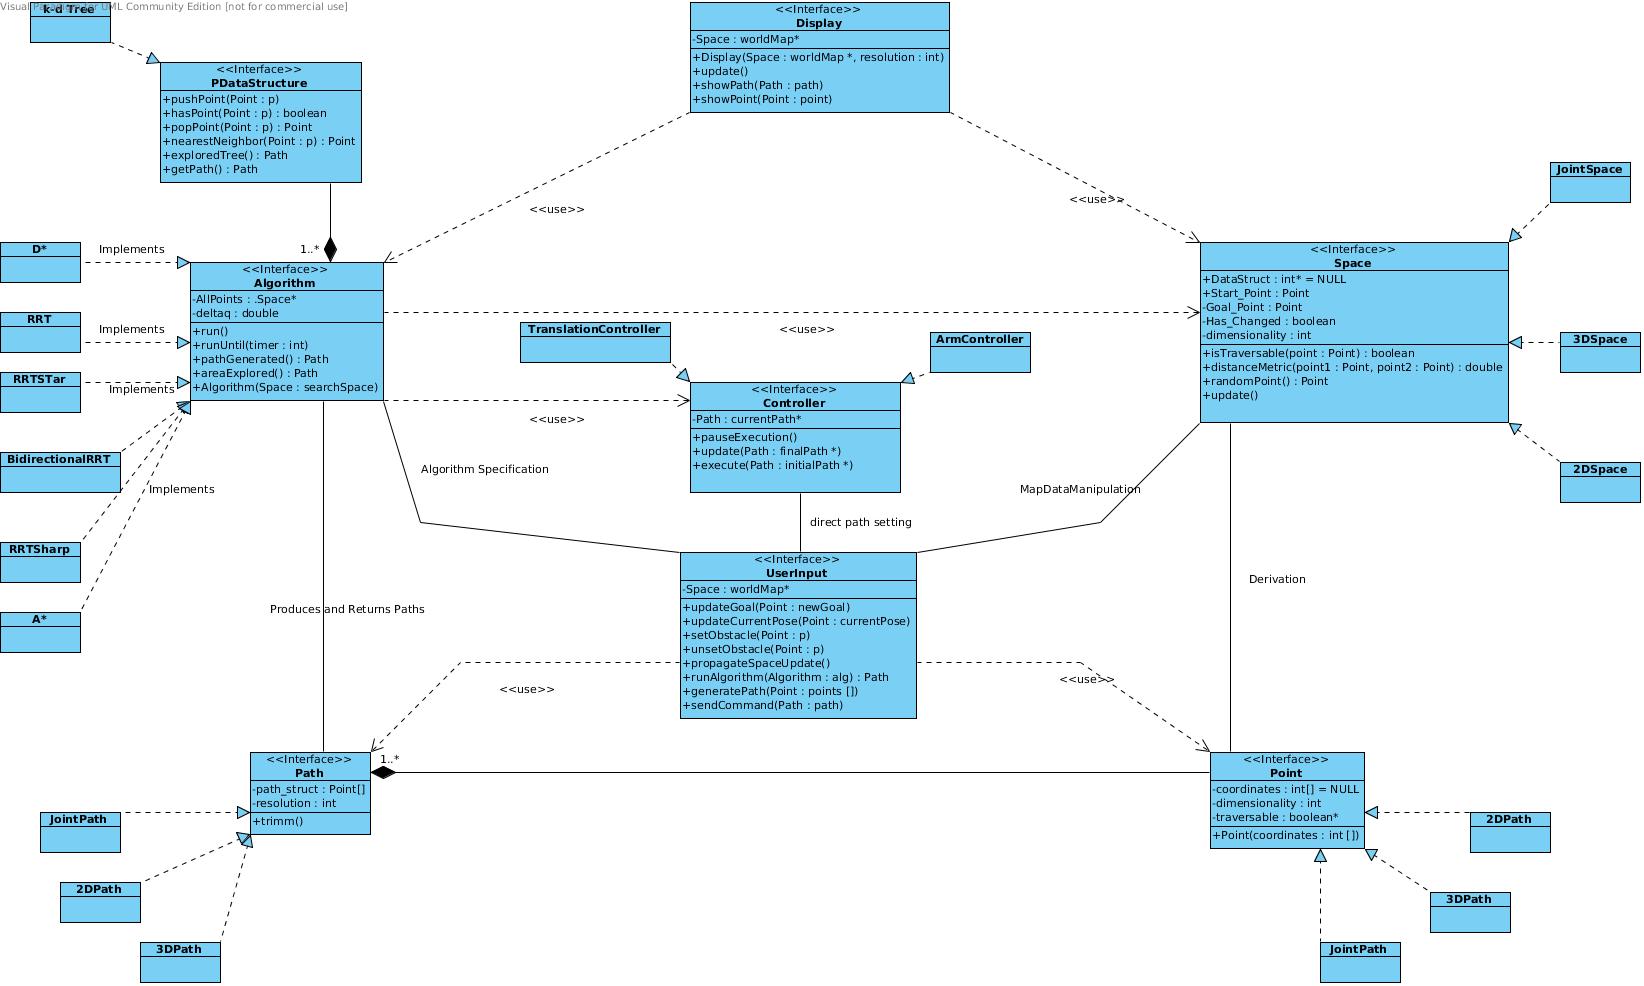 Visual Paradigm for UML Community Edition [not for commercial use]
k-d Tree
<<Interface>>
PDataStructure
+pushPoint(Point : p)
+hasPoint(Point : p) : boolean
+popPoint(Point : p) : Point
+nearestNeighbor(Point : p) : Point
+exploredTree() : Path
+getPath() : Path
<<Interface>>
Display
-Space : worldMap*
+Display(Space : worldMap *, resolution : int)
+update()
+showPath(Path : path)
+showPoint(Point : point)
<<use>>
<<use>>
JointSpace
1..*
D*
Implements
<<Interface>>
Algorithm
-AllPoints : .Space*
-deltaq : double
+run()
+runUntil(timer : int)
+pathGenerated() : Path
+areaExplored() : Path
+Algorithm(Space : searchSpace)
RRT
Implements
RRTSTar
Implements
BidirectionalRRT
Implements
RRTSharp
A*
<<use>>
<<use>>
TranslationController
ArmController
<<Interface>>
Controller
-Path : currentPath*
+pauseExecution()
+update(Path : finalPath *)
+execute(Path : initialPath *)
<<Interface>>
Space
+DataStruct : int* = NULL
+Start_Point : Point
-Goal_Point : Point
-Has_Changed : boolean
-dimensionality : int
+isTraversable(point : Point) : boolean
+distanceMetric(point1 : Point, point2 : Point) : double
+randomPoint() : Point
+update()
3DSpace
2DSpace
Algorithm Specification
direct path setting
MapDataManipulation
Derivation
Produces and Returns Paths
<<Interface>>
UserInput
-Space : worldMap*
+updateGoal(Point : newGoal)
+updateCurrentPose(Point : currentPose)
+setObstacle(Point : p)
+unsetObstacle(Point : p)
+propagateSpaceUpdate()
+runAlgorithm(Algorithm : alg) : Path
+generatePath(Point : points [])
+sendCommand(Path : path)
<<use>>
<<use>>
<<Interface>>
Path
-path_struct : Point[]
-resolution : int
+trimm()
1..*
JointPath
2DPath
3DPath
<<Interface>>
Point
-coordinates : int[] = NULL
-dimensionality : int
-traversable : boolean*
+Point(coordinates : int [])
2DPath
3DPath
JointPath